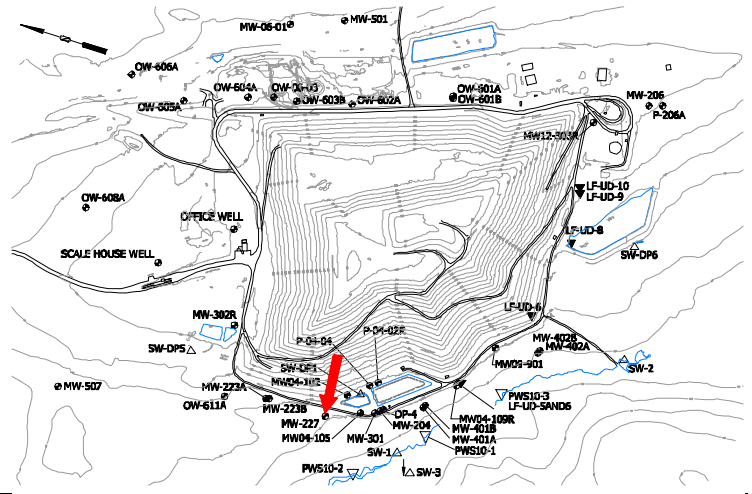 MW-06-01
MW-501
OW-606A
OW-604A
OW-603B
OW-602A
OW-605A
OW-601A
OW-601B
MW-206
P-206A
MW12-303R
LF-UD-10
LF-UD-9
OW-608A
OFFICE WELL
LF-UD-8
SW-DP6
SCALE HOUSE WELL
MW-302R
LF-UD-6
P-04-04
P-04-02R
SW-DP5
MW-402B
MW-402A
MW09-901
SW-2
SW-DP1
MW04-102
MW-507
MW-223A
OW-611A
MW-223B
MW-227
MW04-105
MW-301
DP-4
MW-204
PWS10-3
LF-UD-SAND6
MW04-109R
MW-401B
MW-401A
PWS10-1
SW-1
PWS10-2
SW-3